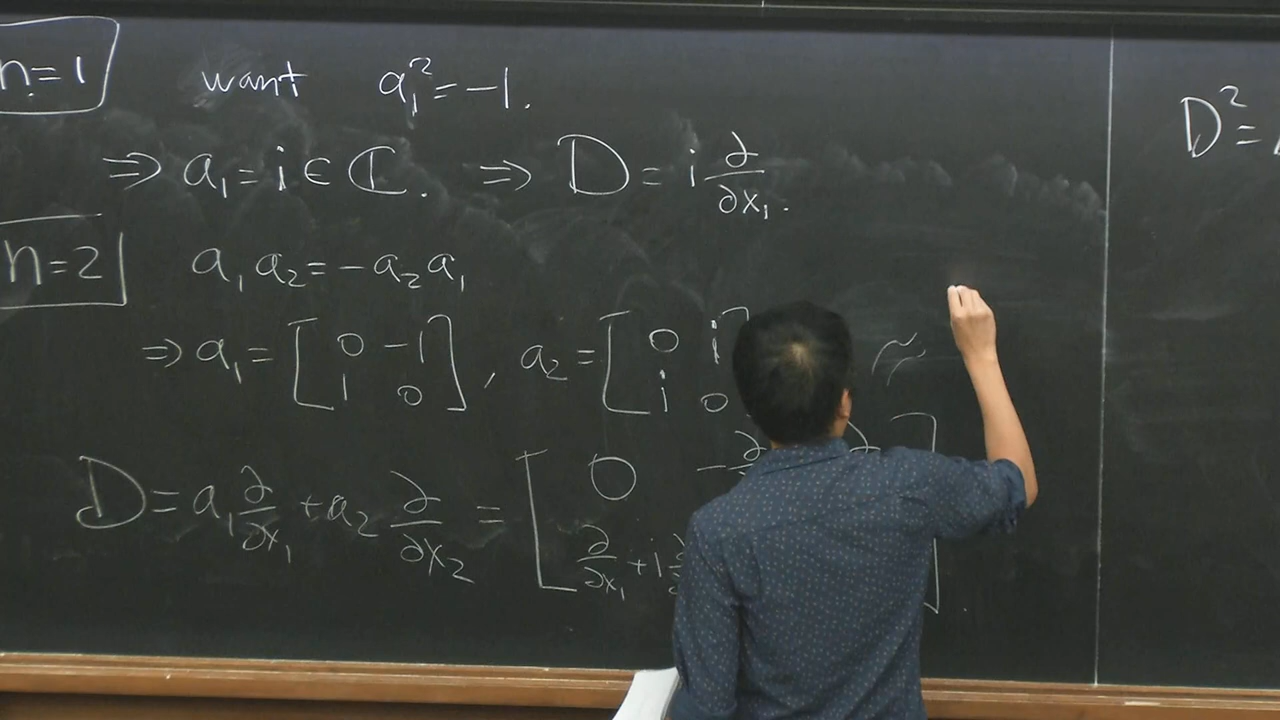 n=1 want a₁² = -1.
⇒ a₁ = i ∈ ℂ. ⇒ D = i ∂/∂x₁.
n=2 a₁a₂ = -a₂a₁
⇒ a₁ = [0 -1; 1 0], a₂ = [0 i; i 0]
D = a₁ ∂/∂x₁ + a₂ ∂/∂x₂ = [0 -∂ ∂; ∂/∂x₁ + i∂ ]
D² =